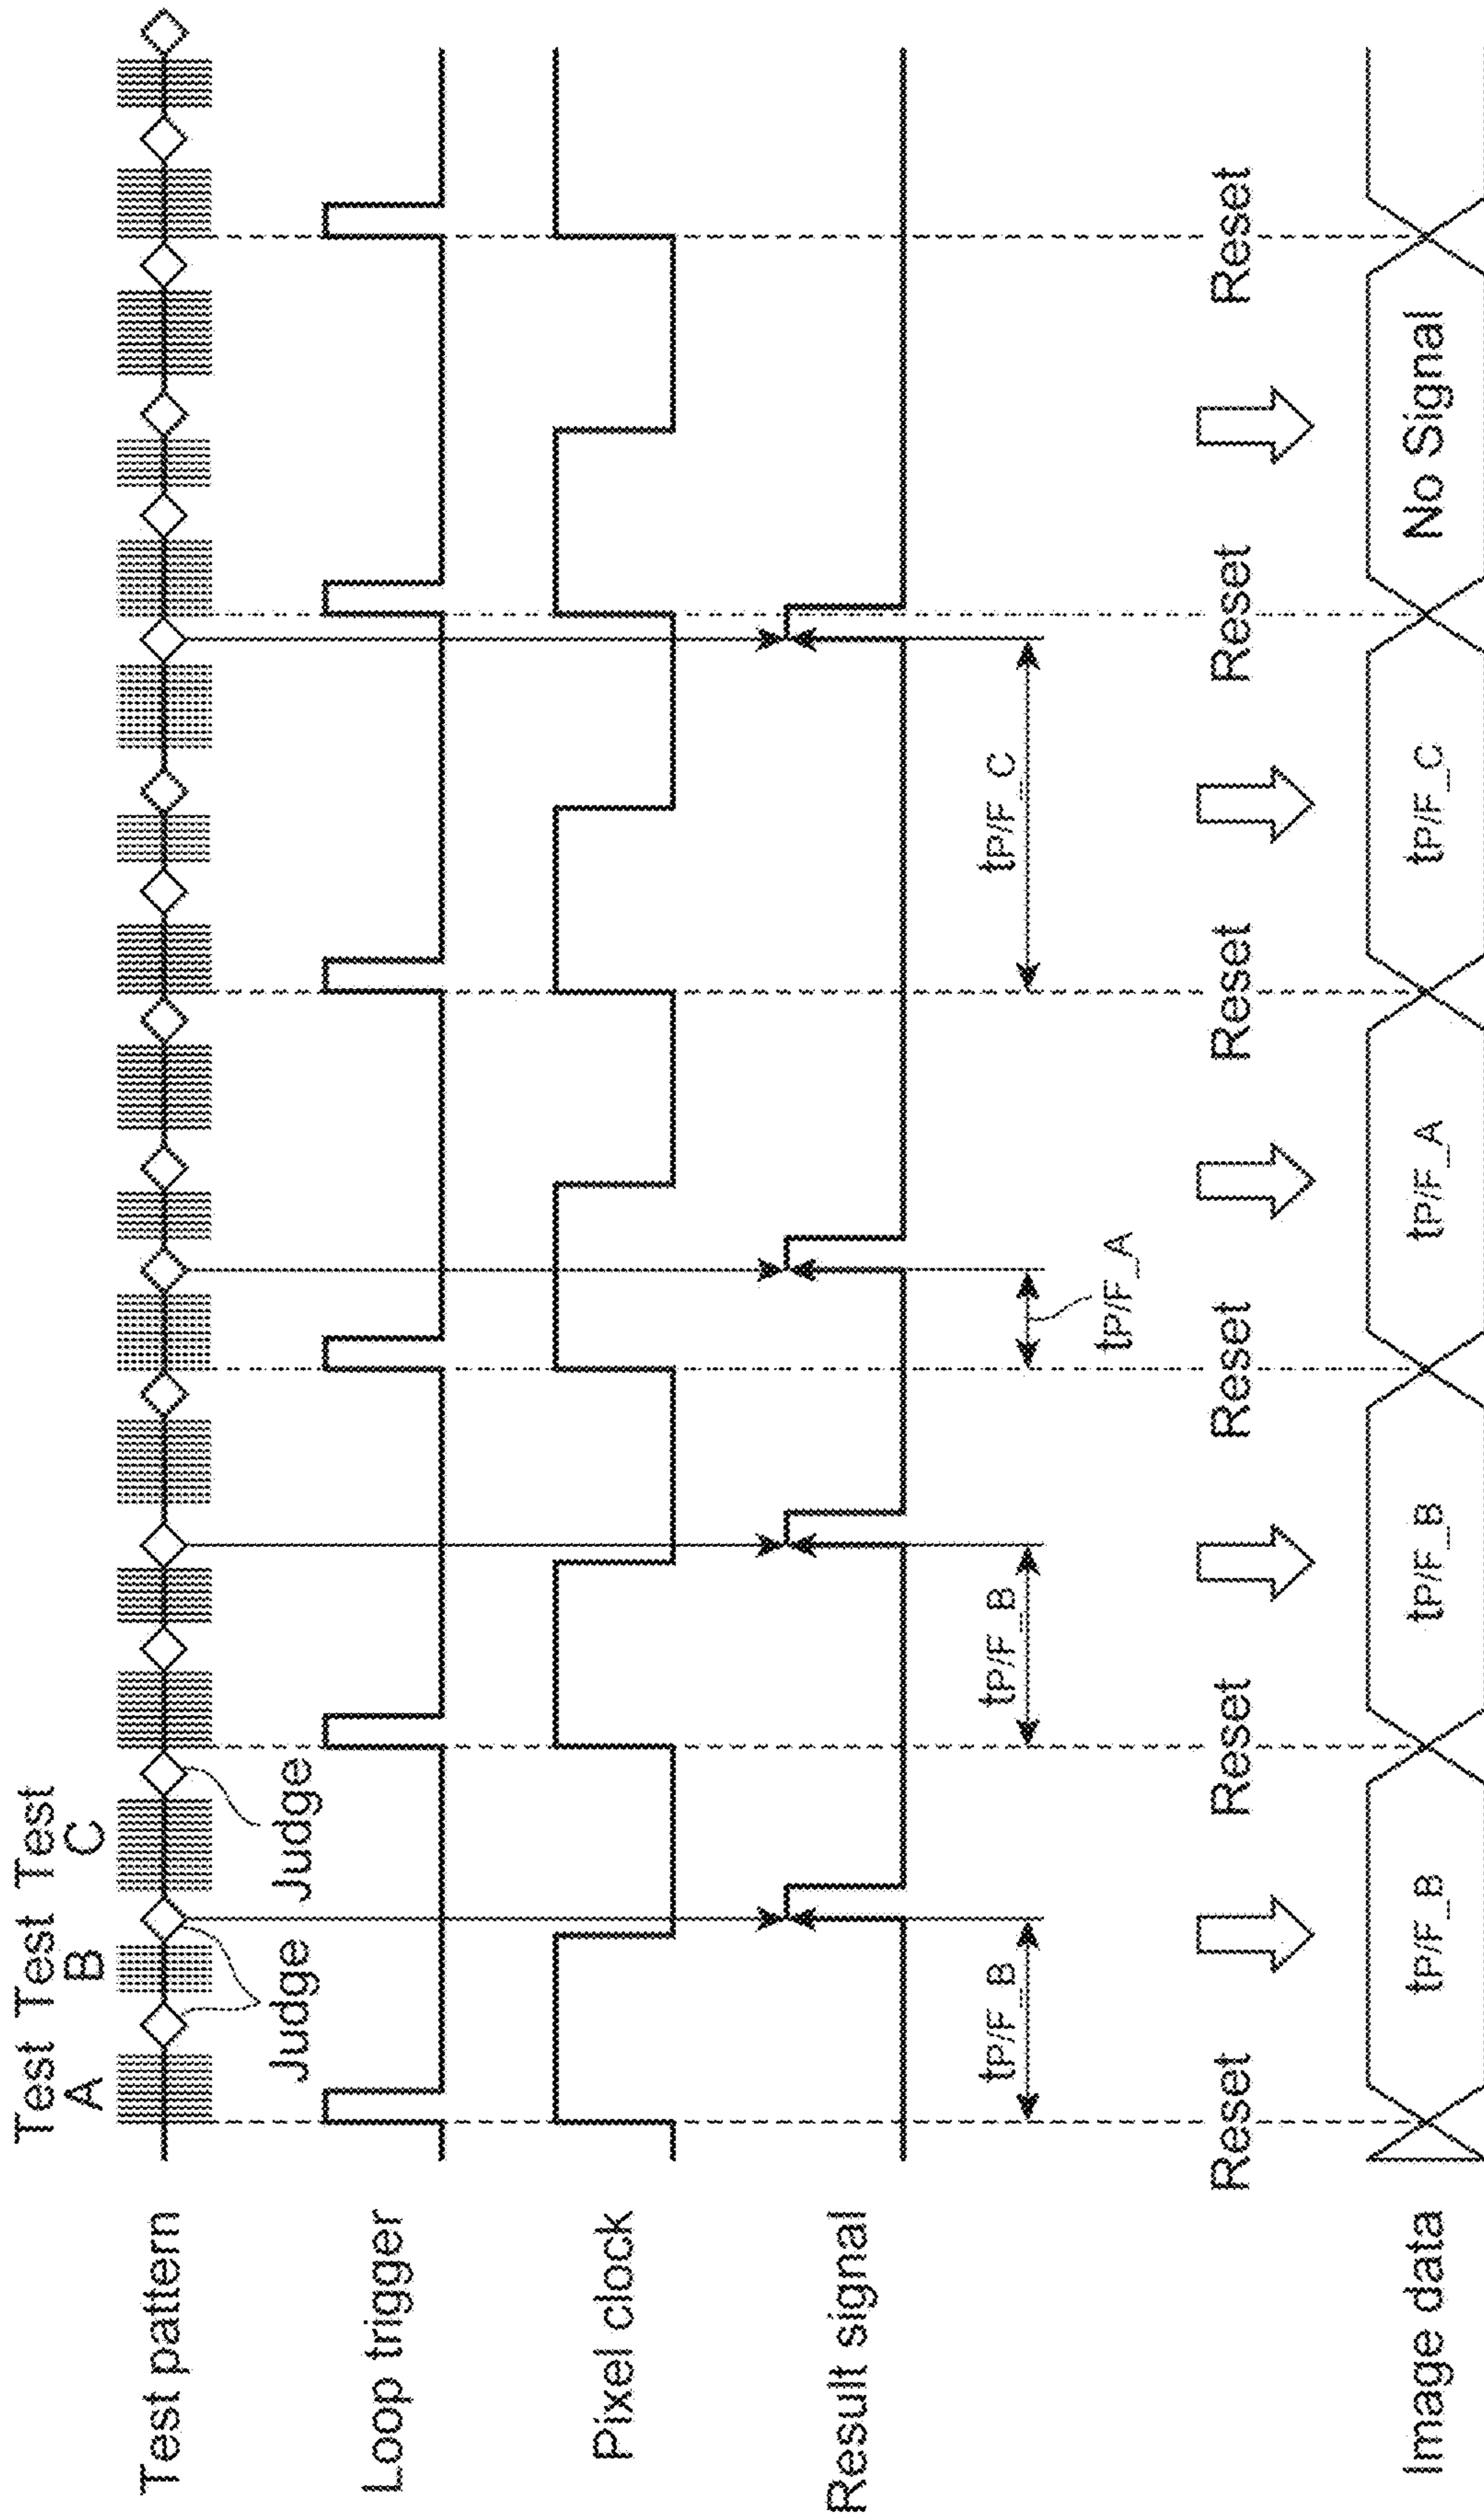 Test Test Test
A B C
Test pattern
Judge Judge
Loop trigger
Pixel clock
Result signal
tP/F_B tP/F_B tP/F_C
tP/F_A
Reset Reset Reset Reset Reset Reset
Image data tP/F_B tP/F_B tP/F_A tP/F_C No Signal